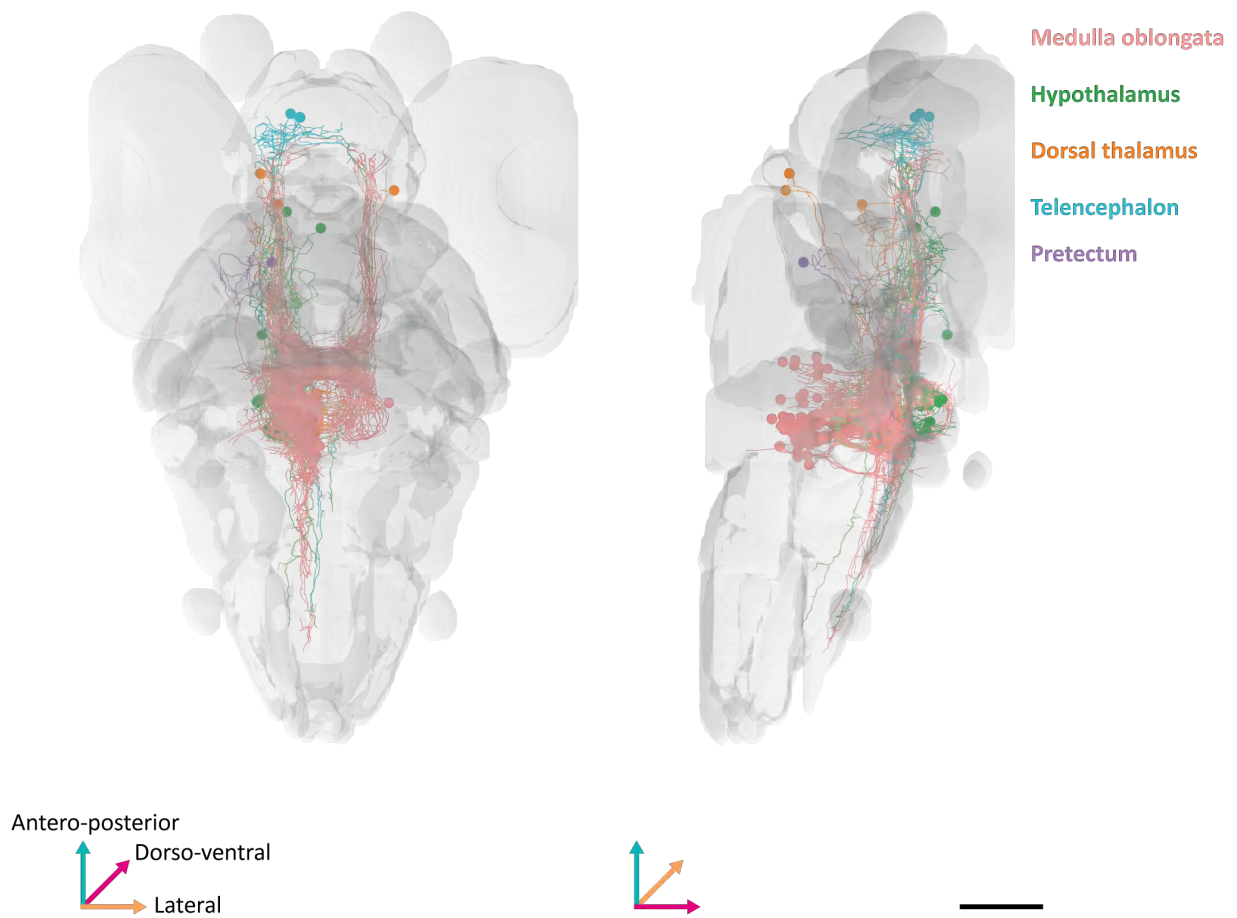 Medulla oblongata
Hypothalamus
Dorsal thalamus
Telencephalon
Pretectum
Antero-posterior
Dorso-ventral
Lateral